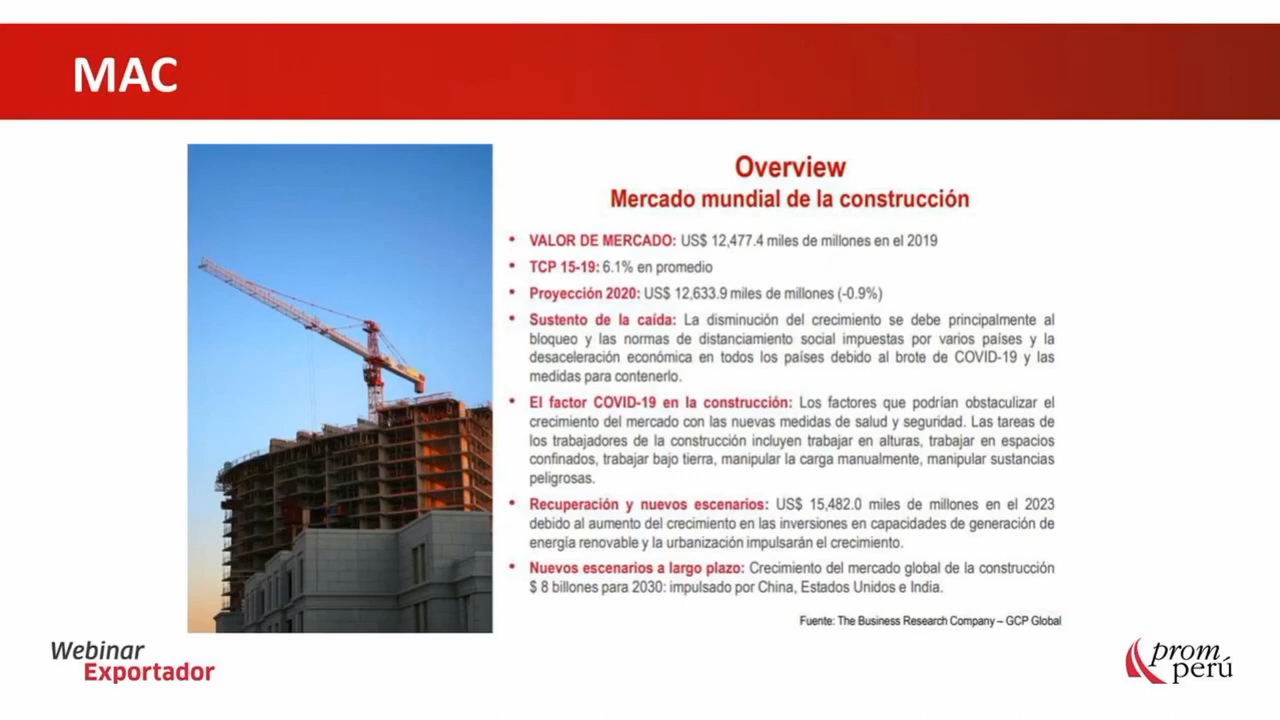 MAC
Overview
Mercado mundial de la construcción
• VALOR DE MERCADO: US$ 12,477.4 miles de millones en el 2019
• TCP 15-19: 6.1% en promedio
• Proyección 2020: US$ 12,633.9 miles de millones (-0.9%)
• Sustento de la caída: La disminución del crecimiento se debe principalmente al
bloqueo y las normas de distanciamiento social impuestas por varios países y la
desaceleración económica en todos los países debido al brote de COVID-19 y las
medidas para contenerlo.
• El factor COVID-19 en la construcción: Los factores que podrían obstaculizar el
crecimiento del mercado con las nuevas medidas de salud y seguridad. Las tareas de
los trabajadores de la construcción incluyen trabajar en alturas, trabajar en espacios
confinados, trabajar bajo tierra, manipular la carga manualmente, manipular sustancias
peligrosas.
• Recuperación y nuevos escenarios: US$ 15,482.0 miles de millones en el 2023
debido al aumento del crecimiento en las inversiones en capacidades de generación de
energía renovable y la urbanización impulsarán el crecimiento.
• Nuevos escenarios a largo plazo: Crecimiento del mercado global de la construcción
$ 8 billones para 2030: impulsado por China, Estados Unidos e India.
Fuente: The Business Research Company – GCP Global
Webinar
Exportador
prom
perú